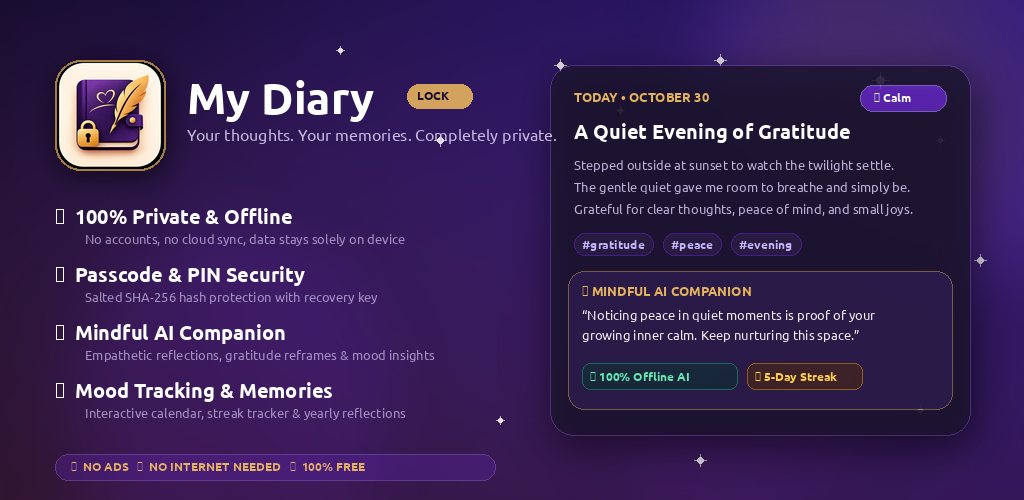 My Diary
LOCK
Your thoughts. Your memories. Completely private.
100% Private & Offline
No accounts, no cloud sync, data stays solely on device
Passcode & PIN Security
Salted SHA-256 hash protection with recovery key
Mindful AI Companion
Empathetic reflections, gratitude reframes & mood insights
Mood Tracking & Memories
Interactive calendar, streak tracker & yearly reflections
NO ADS NO INTERNET NEEDED 100% FREE
TODAY • OCTOBER 30
Calm
A Quiet Evening of Gratitude
Stepped outside at sunset to watch the twilight settle.
The gentle quiet gave me room to breathe and simply be.
Grateful for clear thoughts, peace of mind, and small joys.
#gratitude #peace #evening
MINDFUL AI COMPANION
“Noticing peace in quiet moments is proof of your
growing inner calm. Keep nurturing this space.”
100% Offline AI 5-Day Streak